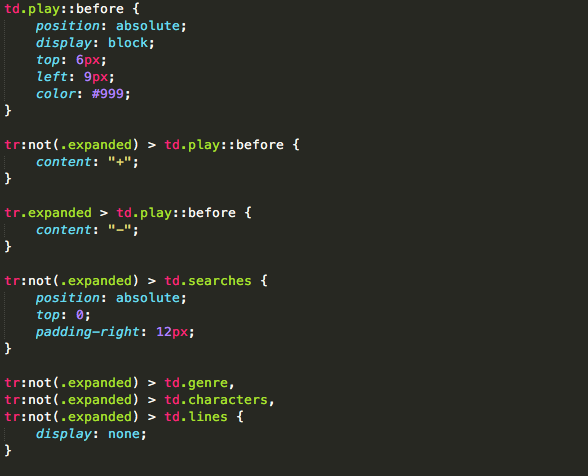 td.play::before {
    position: absolute;
    display: block;
    top: 6px;
    left: 9px;
    color: #999;
}

tr:not(.expanded) > td.play::before {
    content: "+";
}

tr.expanded > td.play::before {
    content: "–";
}

tr:not(.expanded) > td.searches {
    position: absolute;
    top: 0;
    padding-right: 12px;
}

tr:not(.expanded) > td.genre,
tr:not(.expanded) > td.characters,
tr:not(.expanded) > td.lines {
    display: none;
}